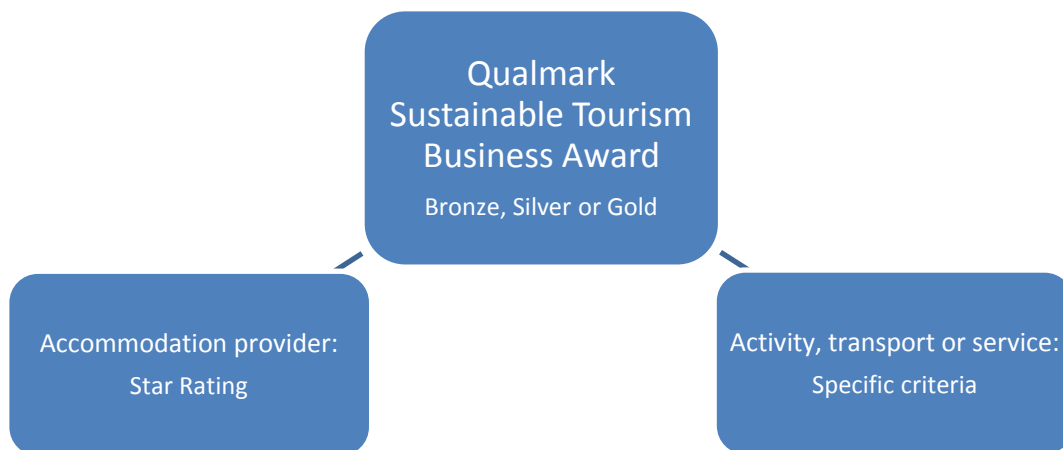 Qualmark
Sustainable Tourism
Business Award
Bronze, Silver or Gold
Accommodation provider:
Star Rating
Activity, transport or service:
Specific criteria